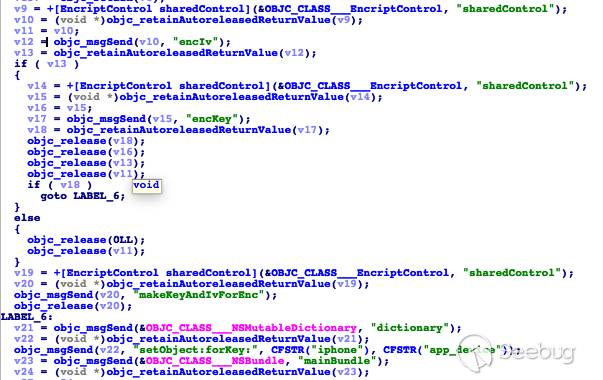 v9 = +[EncriptControl sharedControl](&OBJC_CLASS___EncriptControl, "sharedControl");
v10 = (void *)objc_retainAutoreleasedReturnValue(v9);
v11 = v10;
v12 = objc_msgSend(v10, "encIv");
v13 = objc_retainAutoreleasedReturnValue(v12);
if ( v13 )
{
v14 = +[EncriptControl sharedControl](&OBJC_CLASS___EncriptControl, "sharedControl");
v15 = (void *)objc_retainAutoreleasedReturnValue(v14);
v16 = v15;
v17 = objc_msgSend(v15, "encKey");
v18 = objc_retainAutoreleasedReturnValue(v17);
objc_release(v18);
objc_release(v16);
objc_release(v13);
objc_release(v11);
if ( v18 ) void
goto LABEL_6;
}
else
{
objc_release(0LL);
objc_release(v11);
}
v19 = +[EncriptControl sharedControl](&OBJC_CLASS___EncriptControl, "sharedControl");
v20 = (void *)objc_retainAutoreleasedReturnValue(v19);
objc_msgSend(v20, "makeKeyAndIvForEnc");
objc_release(v20);
LABEL_6:
v21 = objc_msgSend(&OBJC_CLASS___NSMutableDictionary, "dictionary");
v22 = (void *)objc_retainAutoreleasedReturnValue(v21);
objc_msgSend(v22, "setObject:forKey:", CFSTR("iphone"), CFSTR("app_device"));
v23 = objc_msgSend(&OBJC_CLASS___NSBundle, "mainBundle");
v24 = (void *)objc_retainAutoreleasedReturnValue(v23);
Seebug